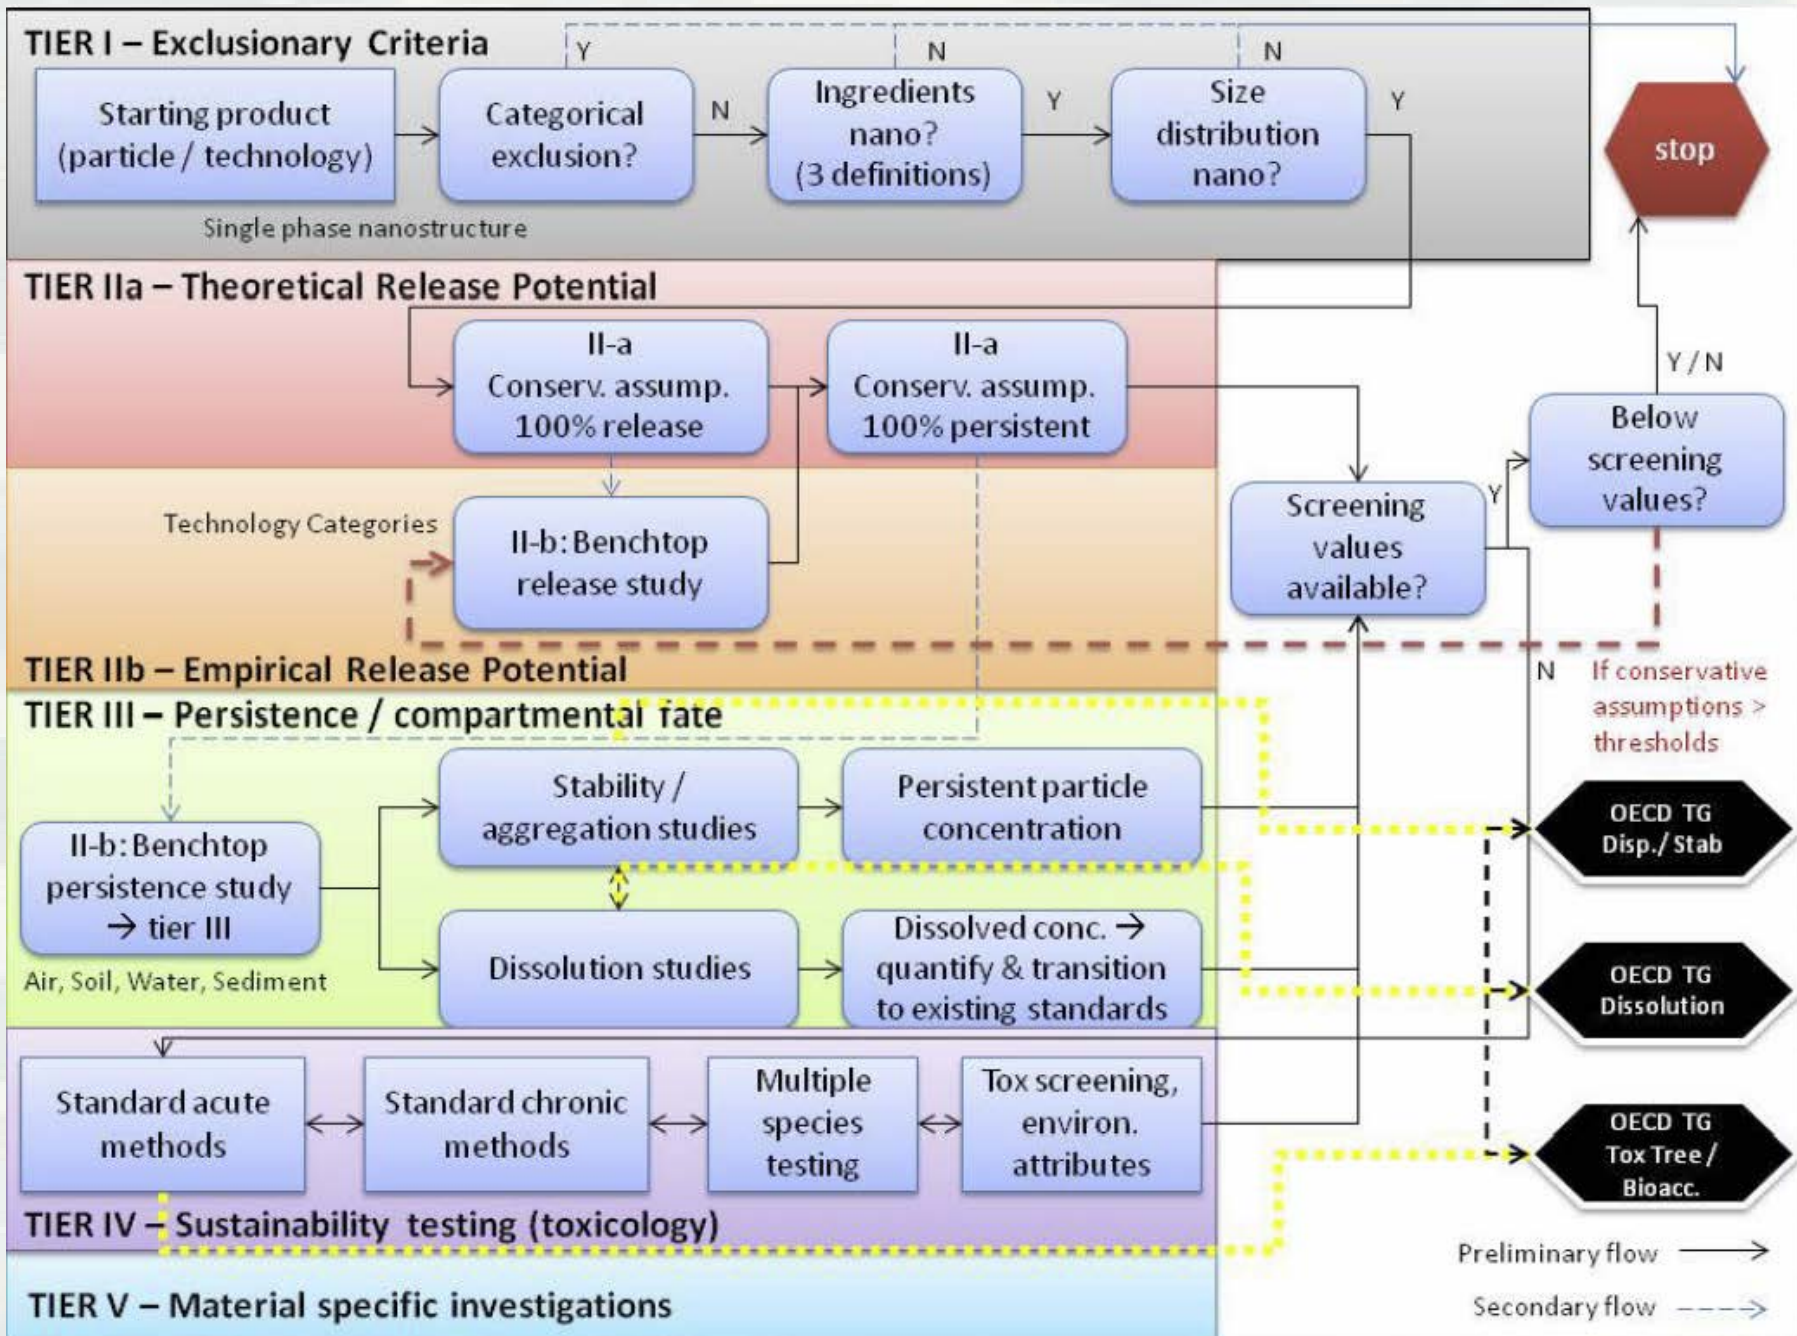 TIER I – Exclusionary Criteria
Y
N
N
Starting product
(particle / technology)
Categorical
exclusion?
N
Ingredients
nano?
(3 definitions)
Y
Size
distribution
nano?
Y
stop
Single phase nanostructure
TIER IIa – Theoretical Release Potential
II-a
Conserv. assump.
100% release
II-a
Conserv. assump.
100% persistent
Y / N
Below
screening
values?
Y
Screening
values
available?
Technology Categories
II-b: Benchtop
release study
TIER IIb – Empirical Release Potential
N
If conservative
assumptions >
thresholds
TIER III – Persistence / compartmental fate
Stability /
aggregation studies
Persistent particle
concentration
II-b: Benchtop
persistence study
→ tier III
Air, Soil, Water, Sediment
Dissolution studies
Dissolved conc. →
quantify & transition
to existing standards
OECD TG
Disp./ Stab
OECD TG
Dissolution
OECD TG
Tox Tree /
Bioacc.
Standard acute
methods
Standard chronic
methods
Multiple
species
testing
Tox screening,
environ.
attributes
TIER IV – Sustainability testing (toxicology)
TIER V – Material specific investigations
Preliminary flow
Secondary flow